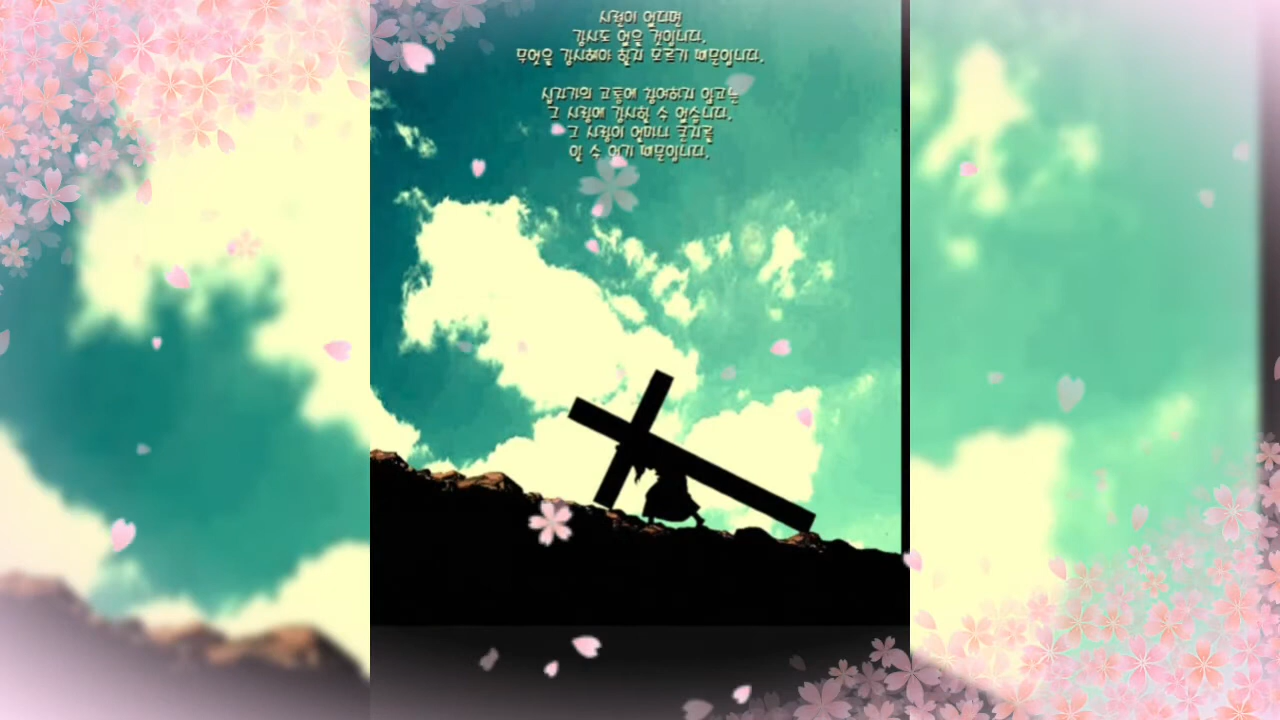 시련이 없다면
감사도 없을 것입니다.
무엇을 감사해야 할지 모르기 때문입니다.
십자가의 고통에 참여하지 않고는
그 사랑에 감사할 수 없습니다.
그 사랑이 얼마나 큰지를
알 수 없기 때문입니다.